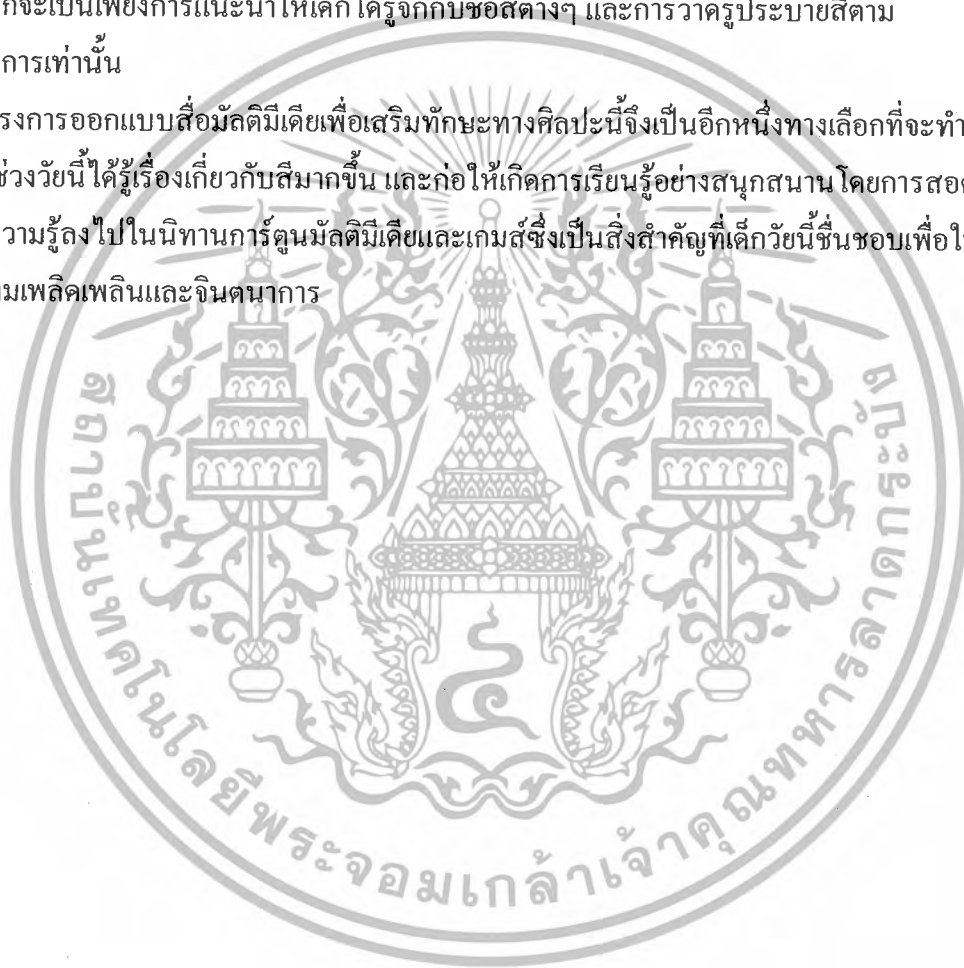 กจะเป็นเพียงการแนะนำให้เด็กได้รู้จักกับชื่อสีต่างๆ และการวาดรูประบายสีตาม
การเท่านั้น
รงการออกแบบสื่อมัลติมีเดียเพื่อเสริมทักษะทางศิลปะนี้จึงเป็นอีกหนึ่งทางเลือกที่จะทำ
ช่วงวัยนี้ได้รู้เรื่องเกี่ยวกับสีมากขึ้น และก่อให้เกิดการเรียนรู้อย่างสนุกสนาน โดยการสอด
วามรู้ลงไปในนิทานการ์ตูนมัลติมีเดียและเกมส์ซึ่งเป็นสิ่งสำคัญที่เด็กวัยนี้ชื่นชอบเพื่อใ
มเพลิดเพลินและจินตนาการ
สถาบันเทคโนโลยีพระจอมเกล้าเจ้าคุณทหารลาดกระบัง
๔